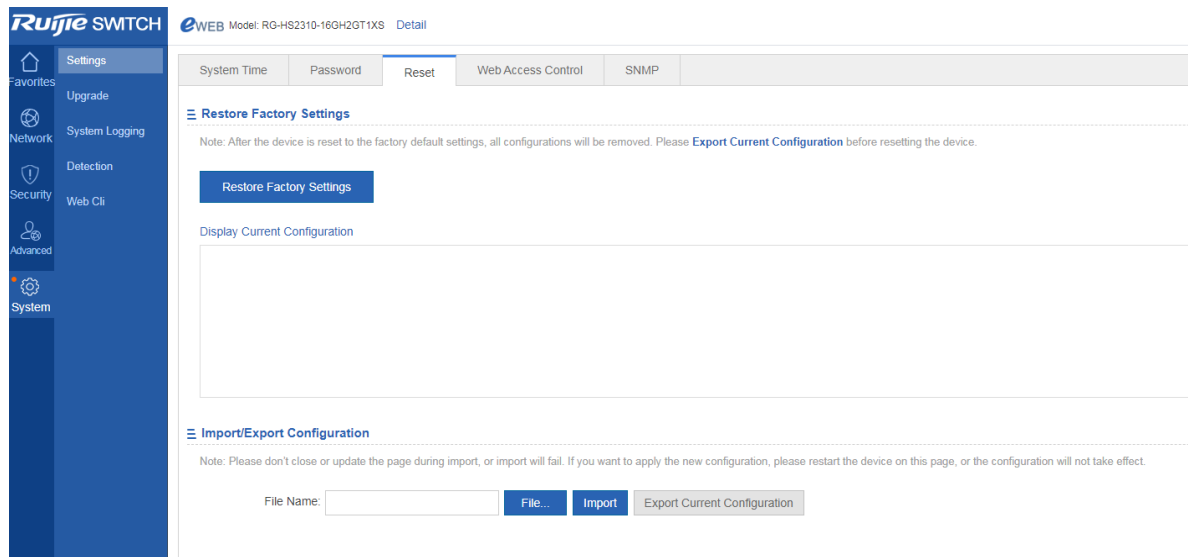 Ruijie SWITCH
eWEB Model: RG-HS2310-16GH2GT1XS Detail
Favorites
Network
Security
Advanced
System
Settings
Upgrade
System Logging
Detection
Web Cli
System Time Password Reset Web Access Control SNMP
Restore Factory Settings
Note: After the device is reset to the factory default settings, all configurations will be removed. Please Export Current Configuration before resetting the device.
Restore Factory Settings
Display Current Configuration
Import/Export Configuration
Note: Please don't close or update the page during import, or import will fail. If you want to apply the new configuration, please restart the device on this page, or the configuration will not take effect.
File Name: File... Import Export Current Configuration